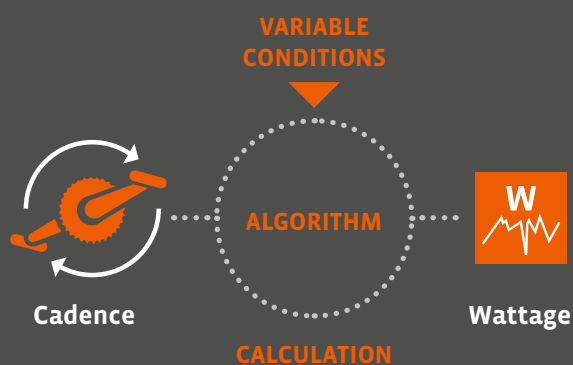 VARIABLE
CONDITIONS
ALGORITHM
W
Cadence
Wattage
CALCULATION